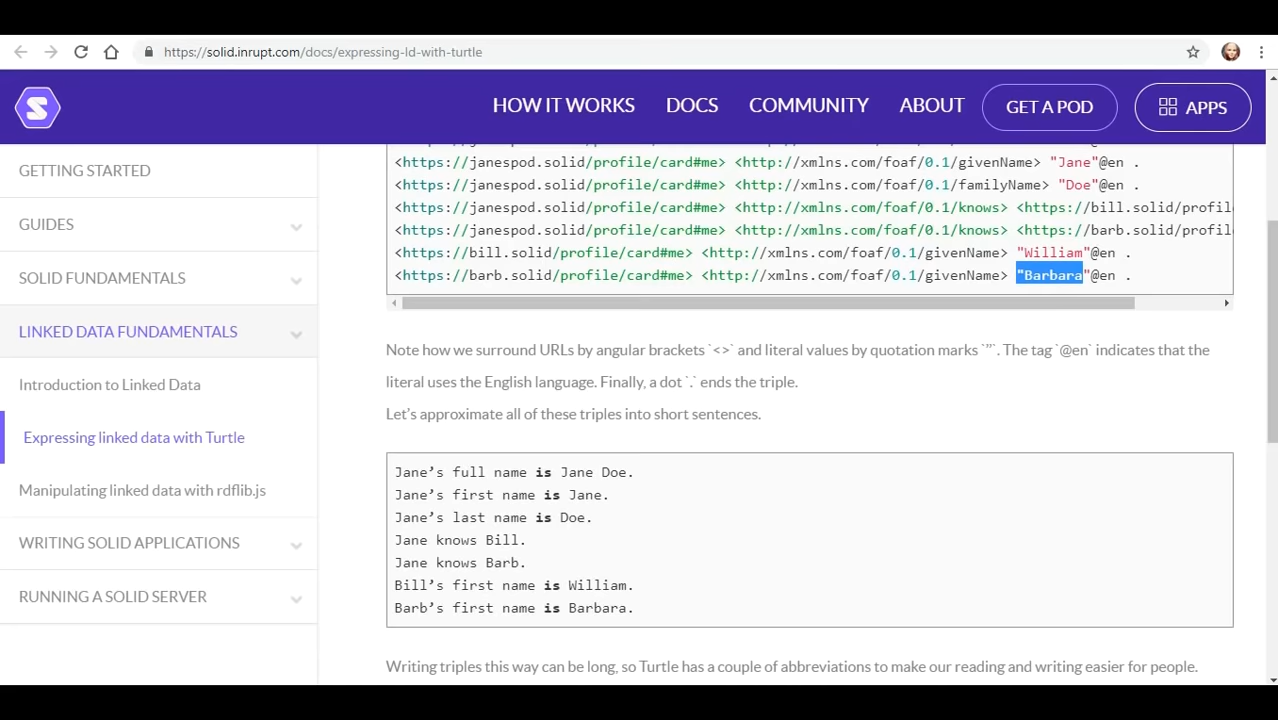 https://solid.inrupt.com/docs/expressing-ld-with-turtle
S
HOW IT WORKS
DOCS
COMMUNITY
ABOUT
GET A POD
APPS
GETTING STARTED
GUIDES
SOLID FUNDAMENTALS
LINKED DATA FUNDAMENTALS
Introduction to Linked Data
Expressing linked data with Turtle
Manipulating linked data with rdflib.js
WRITING SOLID APPLICATIONS
RUNNING A SOLID SERVER
<https://janespod.solid/profile/card#me> <http://xmlns.com/foaf/0.1/givenName> "Jane"@en .
<https://janespod.solid/profile/card#me> <http://xmlns.com/foaf/0.1/familyName> "Doe"@en .
<https://janespod.solid/profile/card#me> <http://xmlns.com/foaf/0.1/knows> <https://bill.solid/profil
<https://janespod.solid/profile/card#me> <http://xmlns.com/foaf/0.1/knows> <https://barb.solid/profil
<https://bill.solid/profile/card#me> <http://xmlns.com/foaf/0.1/givenName> "William"@en .
<https://barb.solid/profile/card#me> <http://xmlns.com/foaf/0.1/givenName> "Barbara"@en .
Note how we surround URLs by angular brackets `<>` and literal values by quotation marks `”`. The tag `@en` indicates that the
literal uses the English language. Finally, a dot `.` ends the triple.
Let’s approximate all of these triples into short sentences.
Jane’s full name is Jane Doe.
Jane’s first name is Jane.
Jane’s last name is Doe.
Jane knows Bill.
Jane knows Barb.
Bill’s first name is William.
Barb’s first name is Barbara.
Writing triples this way can be long, so Turtle has a couple of abbreviations to make our reading and writing easier for people.